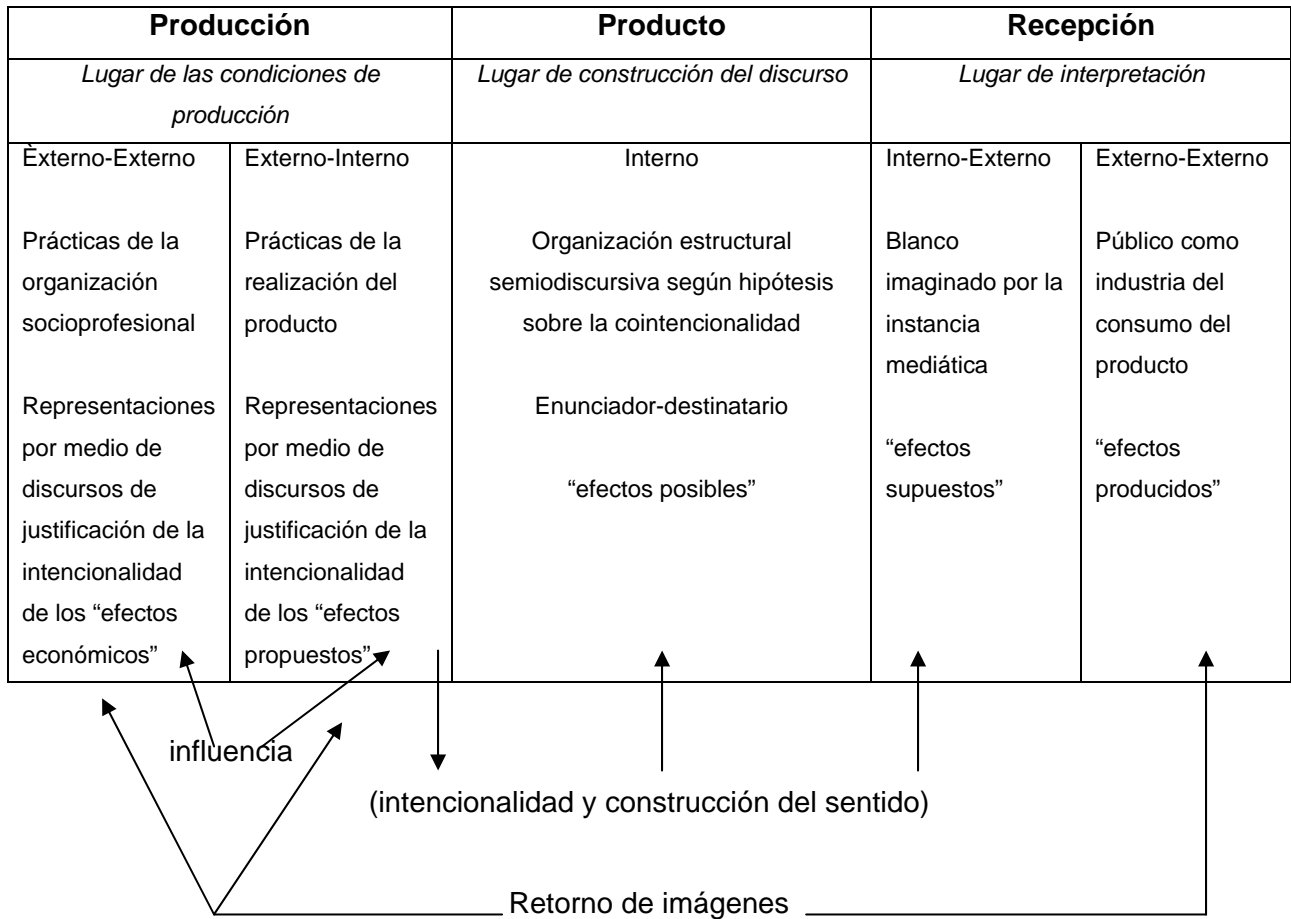 Producción
Producto
Recepción
Lugar de las condiciones de
producción
Lugar de construcción del discurso
Lugar de interpretación
Èxterno-Externo
Prácticas de la
organización
socioprofesional
Representaciones
por medio de
discursos de
justificación de la
intencionalidad
de los “efectos
económicos”
Externo-Interno
Prácticas de la
realización del
producto
Representaciones
por medio de
discursos de
justificación de la
intencionalidad
de los “efectos
propuestos”
Interno
Organización estructural
semiodiscursiva según hipótesis
sobre la cointencionalidad
Enunciador-destinatario
“efectos posibles”
Interno-Externo
Blanco
imaginado por la
instancia
mediática
“efectos
supuestos”
Externo-Externo
Público como
industria del
consumo del
producto
“efectos
producidos”
influencia
(intencionalidad y construcción del sentido)
Retorno de imágenes